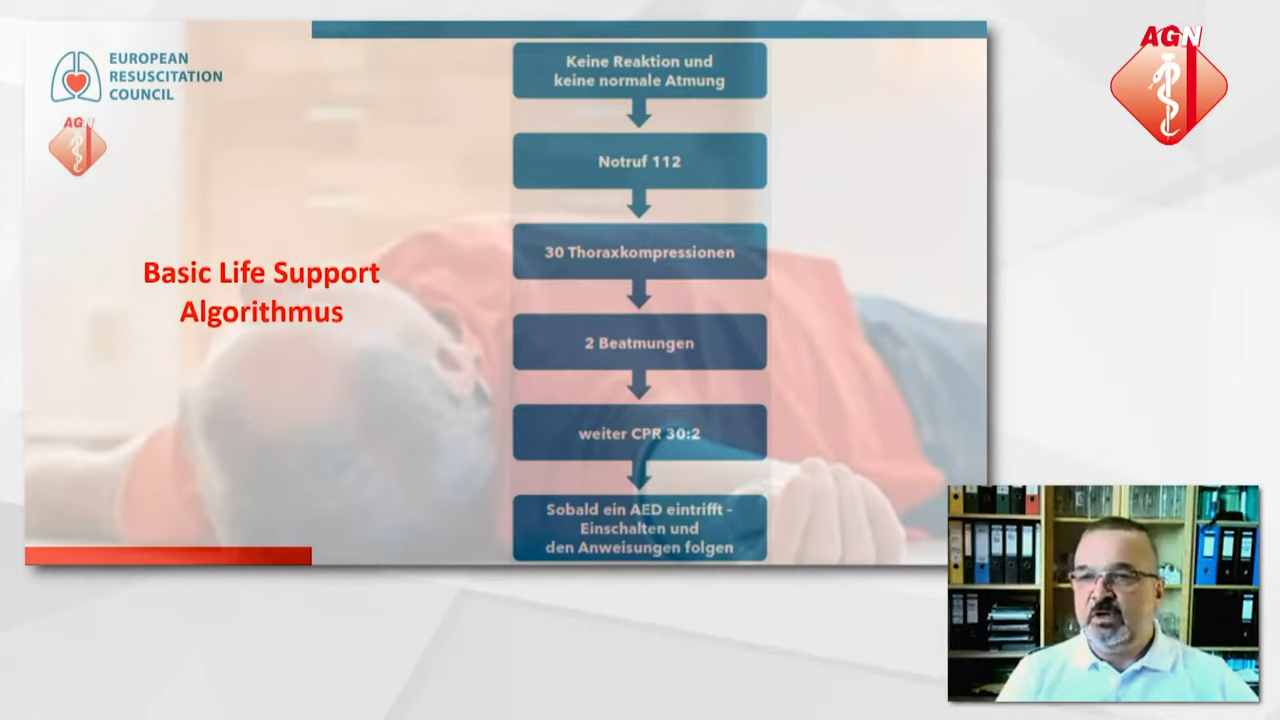 EUROPEAN
RESUSCITATION
COUNCIL
AGN
Basic Life Support
Algorithmus
Keine Reaktion und
keine normale Atmung
Notruf 112
30 Thoraxkompressionen
2 Beatmungen
weiter CPR 30:2
Sobald ein AED eintrifft –
Einschalten und
den Anweisungen folgen
AGN